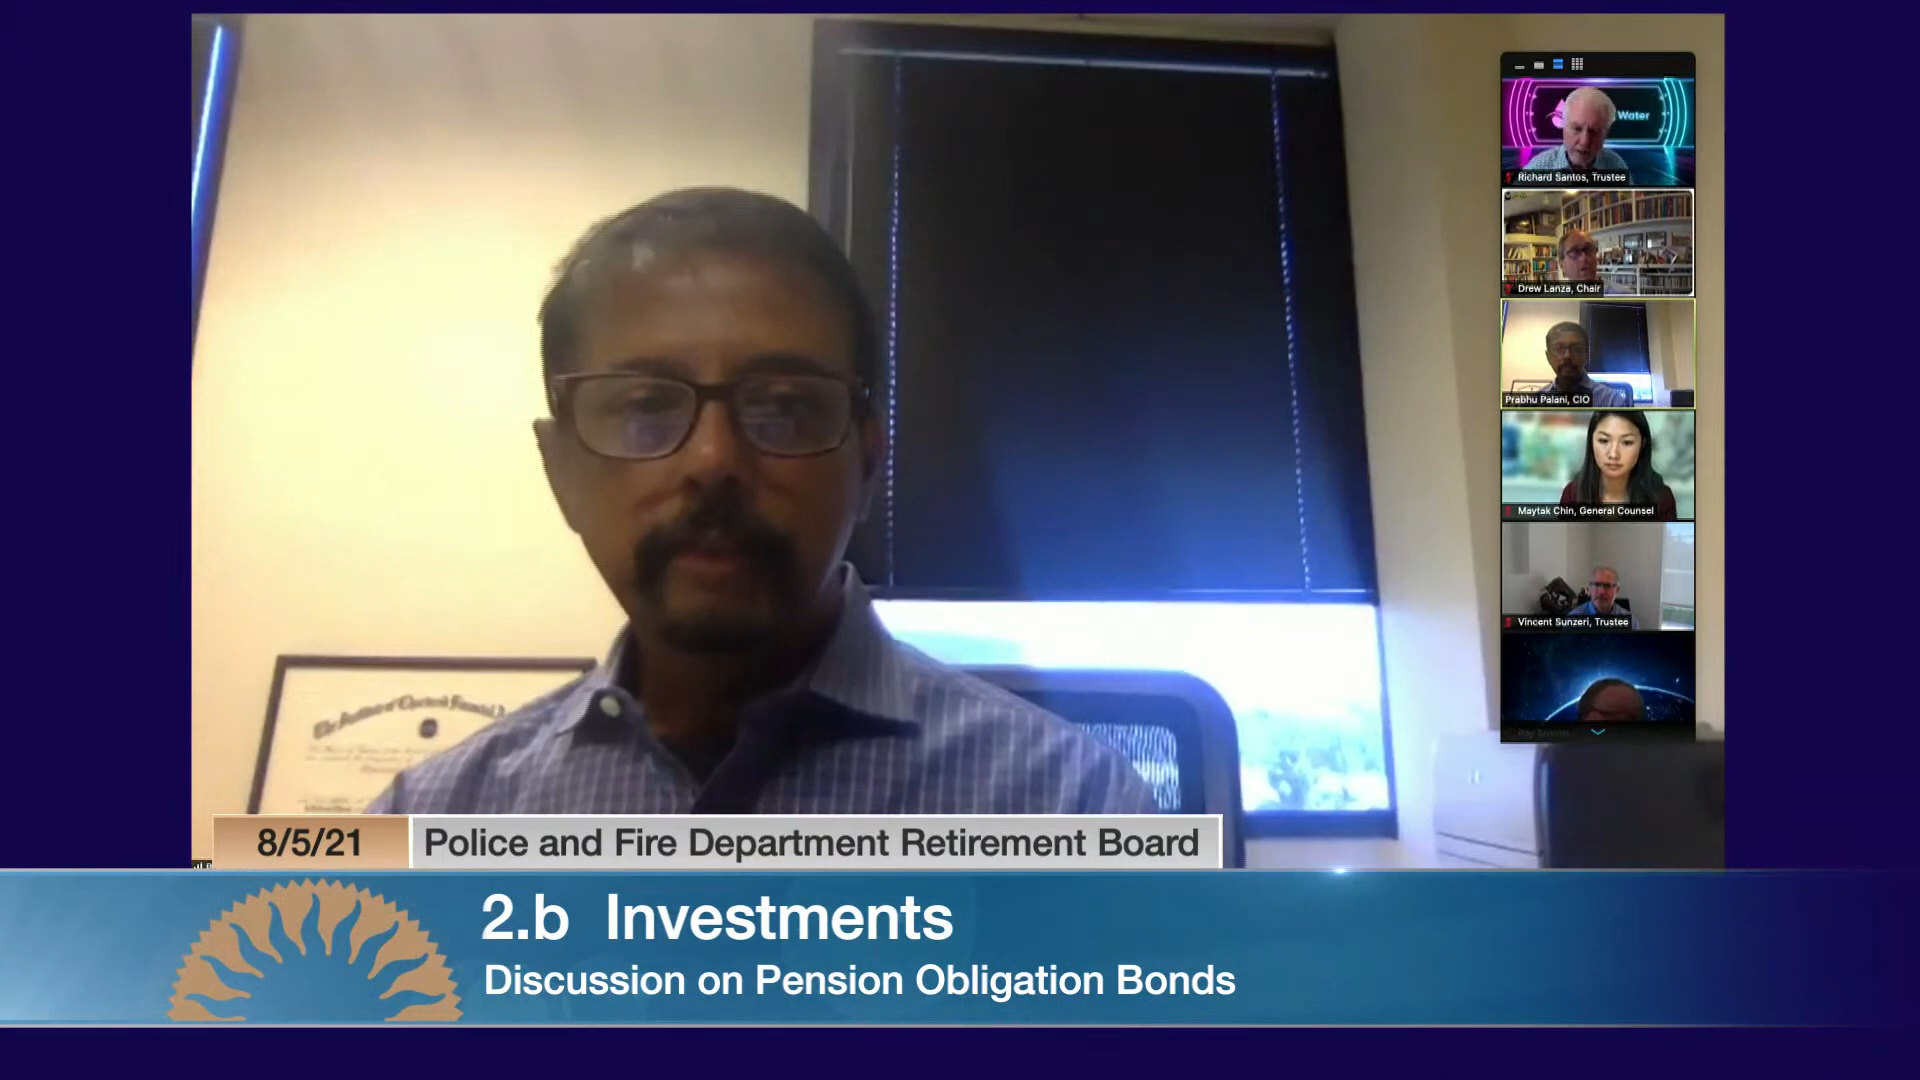 Water
Richard Santos, Trustee
Drew Lanza, Chair
Prabhu Palani, CIO
Maytak Chin, General Counsel
Vincent Sunzeri, Trustee
8/5/21
Police and Fire Department Retirement Board
2.b Investments
Discussion on Pension Obligation Bonds